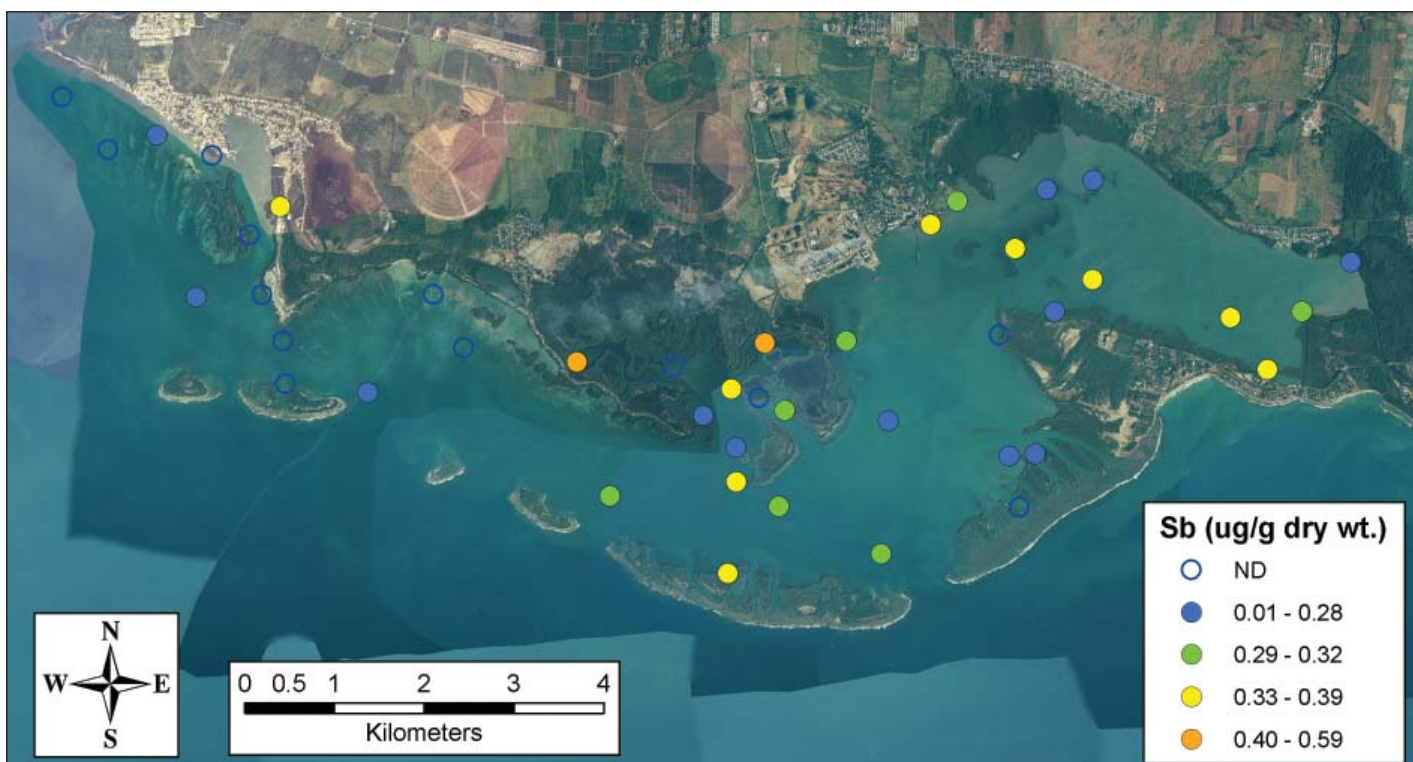 N
W E
S
0 0.5 1 2 3 4
Kilometers
Sb (ug/g dry wt.)
ND
0.01 - 0.28
0.29 - 0.32
0.33 - 0.39
0.40 - 0.59